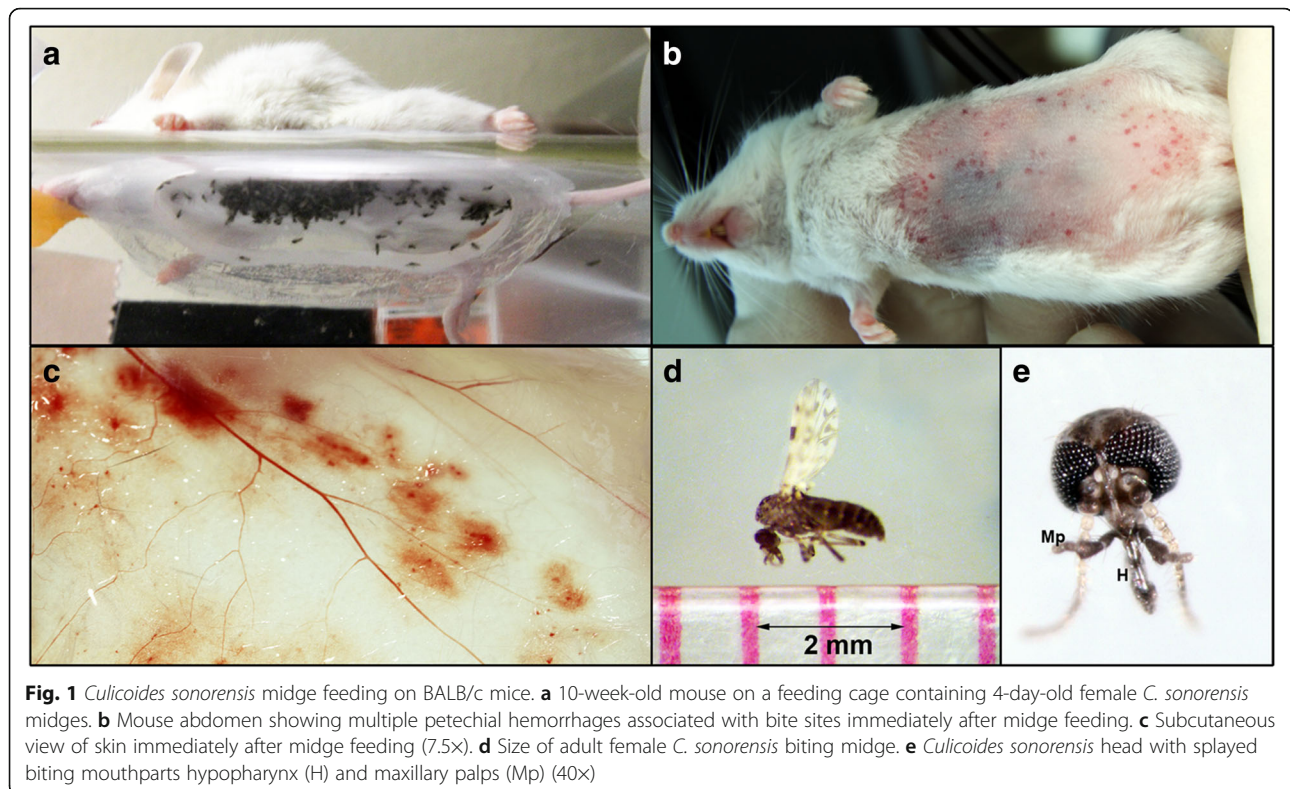 a
b
c
d
e
Mp
H
2 mm
Fig. 1 Culicoides sonorensis midge feeding on BALB/c mice. a 10-week-old mouse on a feeding cage containing 4-day-old female C. sonorensis
midges. b Mouse abdomen showing multiple petechial hemorrhages associated with bite sites immediately after midge feeding. c Subcutaneous
view of skin immediately after midge feeding (7.5×). d Size of adult female C. sonorensis biting midge. e Culicoides sonorensis head with splayed
biting mouthparts hypopharynx (H) and maxillary palps (Mp) (40×)